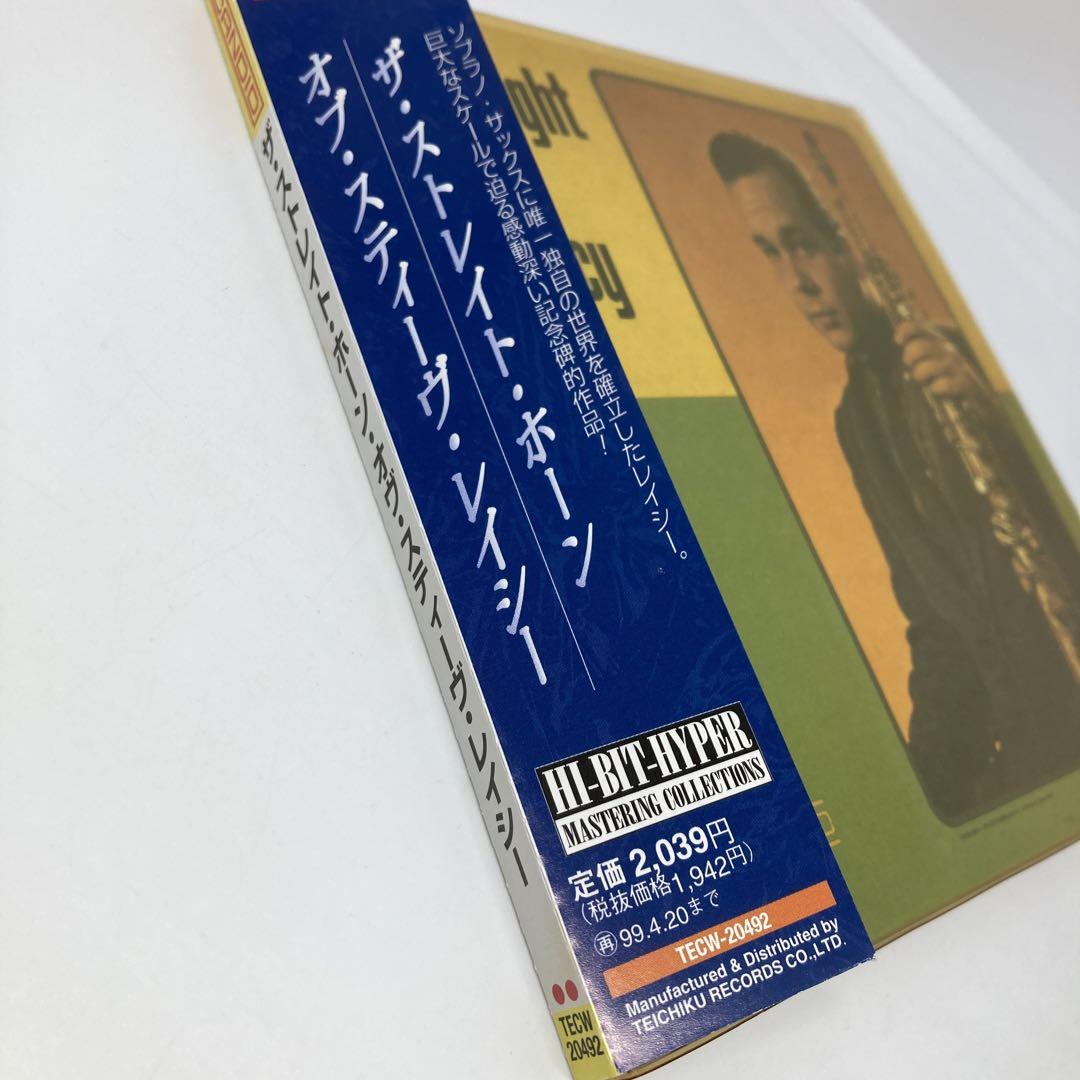 CANDID
ザ・ストレイト・ホーン・オヴ・スティーヴ・レイシー
TECW
20492
ザ・ストレイト・ホーン
オブ・スティーヴ・レイシー
ソプラノ・サックスに唯一独自の世界を確立したレイシー。
巨大なスケールで迫る感動深い記念碑的作品!
HI-BIT-HYPER
MASTERING COLLECTIONS
定価 2,039円
(税抜価格1,942円)
再 99.4.20まで
TECW-20492
Manufactured & Distributed by
TEICHIKU RECORDS CO.,LTD.
ght
cy